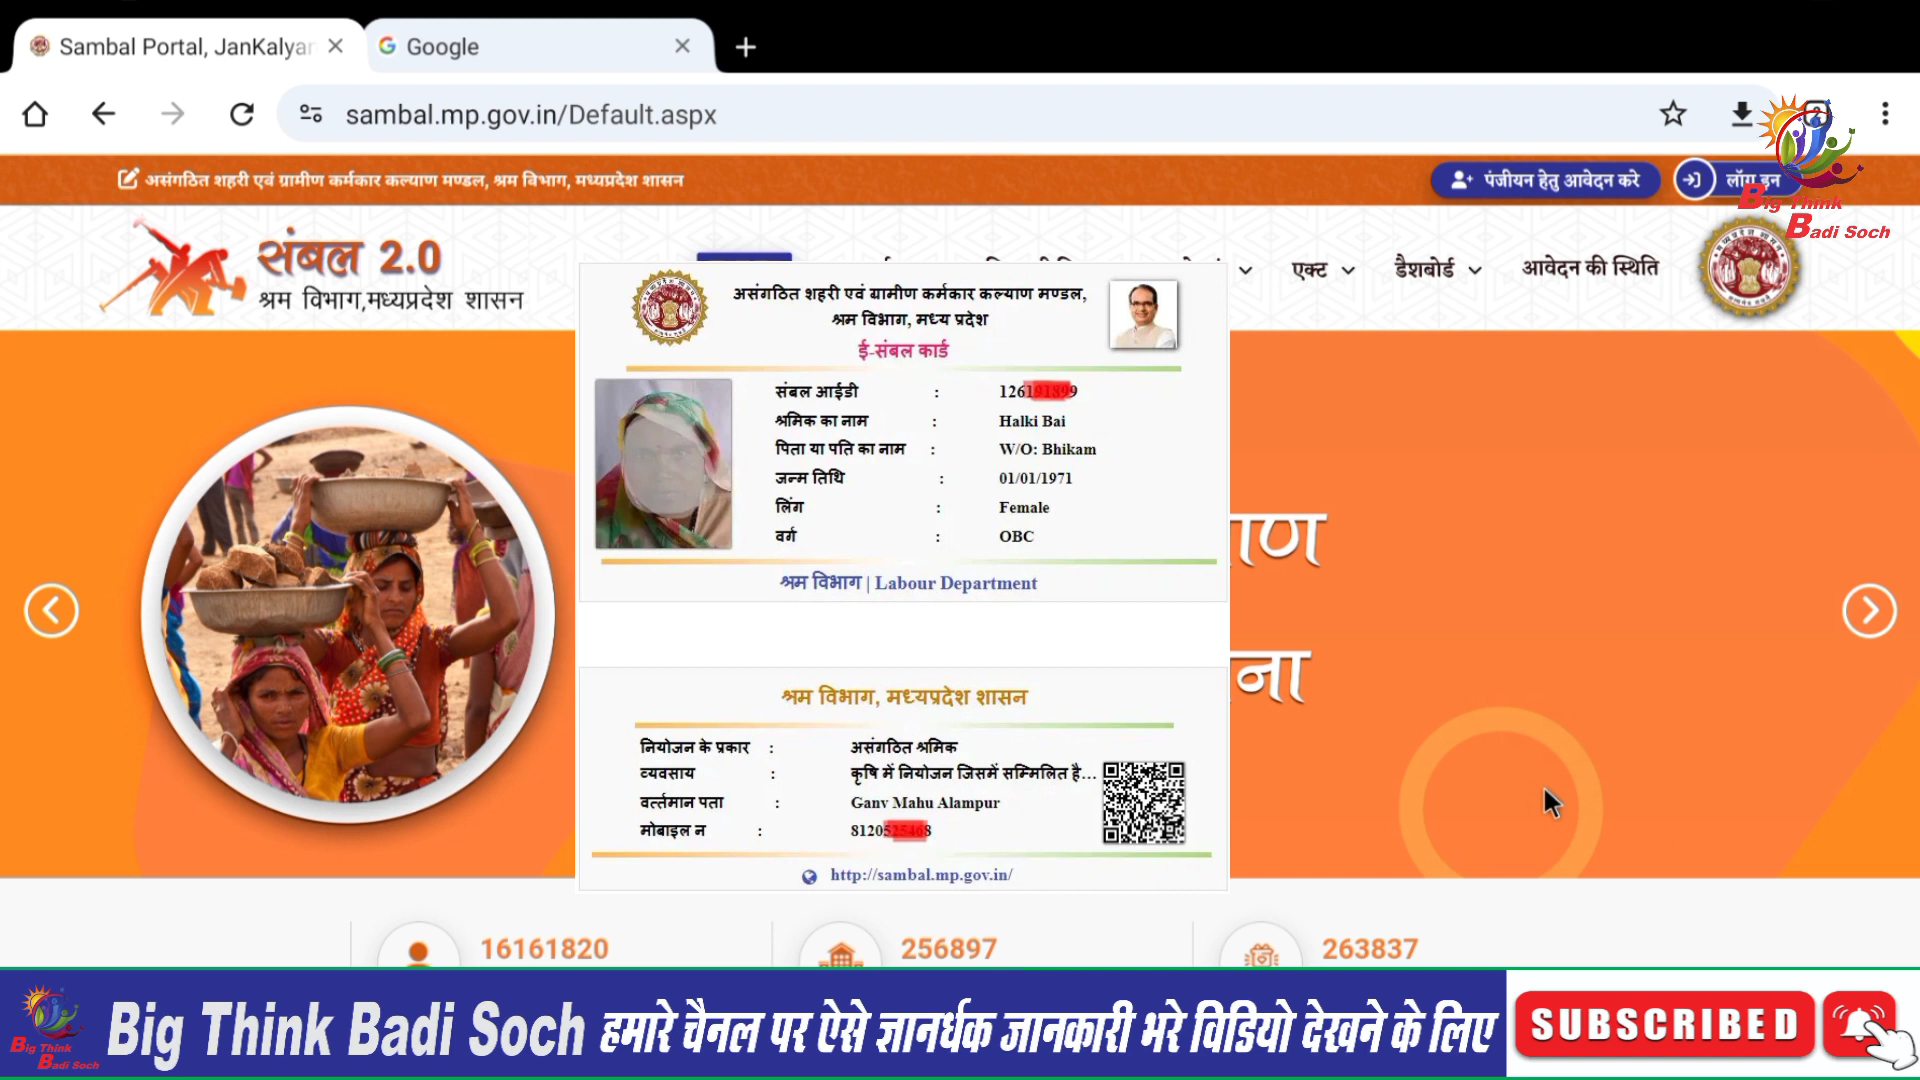 Sambal Portal, JanKalyan
Google
sambal.mp.gov.in/Default.aspx
असंगठित शहरी एवं ग्रामीण कर्मकार कल्याण मण्डल, श्रम विभाग, मध्यप्रदेश शासन
पंजीयन हेतु आवेदन करे
लॉग इन
Big Think
Badi Soch
संबल 2.0
श्रम विभाग,मध्यप्रदेश शासन
एक्ट
डैशबोर्ड
आवेदन की स्थिति
असंगठित शहरी एवं ग्रामीण कर्मकार कल्याण मण्डल,
श्रम विभाग, मध्य प्रदेश
ई-संबल कार्ड
संबल आईडी :
श्रमिक का नाम : Halki Bai
पिता या पति का नाम : W/O: Bhikam
जन्म तिथि : 01/01/1971
लिंग : Female
वर्ग : OBC
श्रम विभाग | Labour Department
श्रम विभाग, मध्यप्रदेश शासन
नियोजन के प्रकार : असंगठित श्रमिक
व्यवसाय : कृषि में नियोजन जिसमें सम्मिलित है...
वर्त्तमान पता : Ganv Mahu Alampur
मोबाइल न :
http://sambal.mp.gov.in/
16161820
256897
263837
Big Think
Badi Soch
Big Think Badi Soch हमारे चैनल पर ऐसे ज्ञानर्धक जानकारी भरे विडियो देखने के लिए
SUBSCRIBED